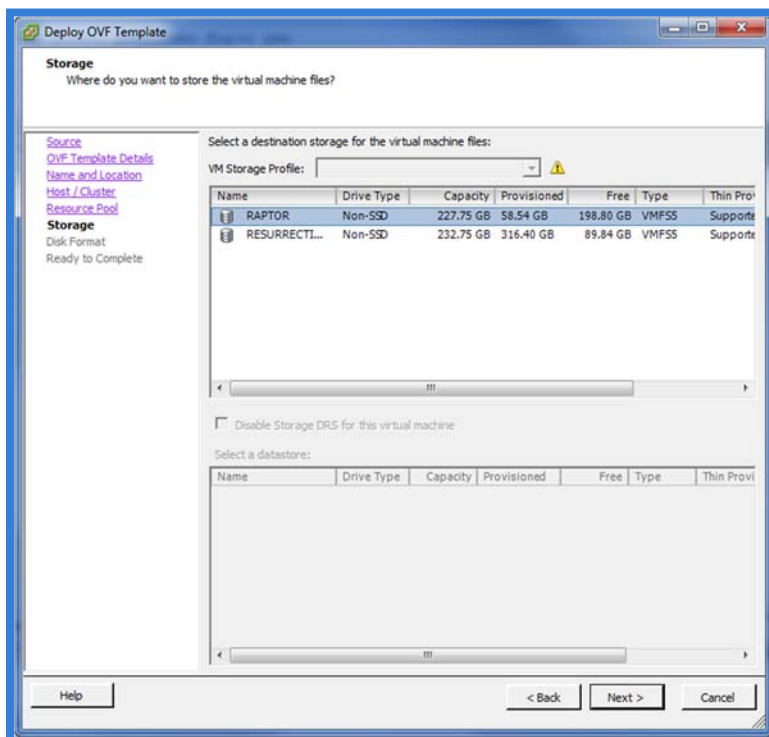 Deploy OVF Template
Storage
Where do you want to store the virtual machine files?
Source
OVF Template Details
Name and Location
Host / Cluster
Resource Pool
Storage
Disk Format
Ready to Complete
Select a destination storage for the virtual machine files:
VM Storage Profile:
Name Drive Type Capacity Provisioned Free Type Thin Prov
RAPTOR Non-SSD 227.75 GB 58.54 GB 198.80 GB VMFS5 Supporte
RESURRECTI... Non-SSD 232.75 GB 316.40 GB 89.84 GB VMFS5 Supporte
Disable Storage DRS for this virtual machine
Select a datastore:
Name Drive Type Capacity Provisioned Free Type Thin Provi
Help < Back Next > Cancel